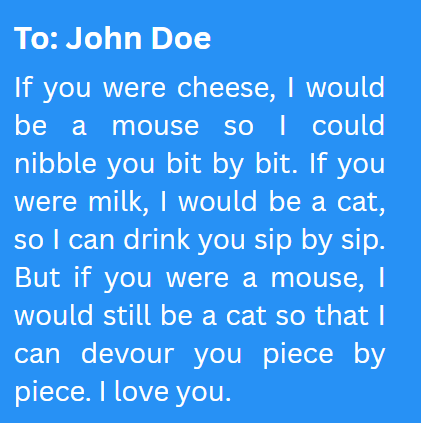 To: John Doe
If you were cheese, I would
be a mouse so I could
nibble you bit by bit. If you
were milk, I would be a cat,
so I can drink you sip by sip.
But if you were a mouse, I
would still be a cat so that I
can devour you piece by
piece. I love you.